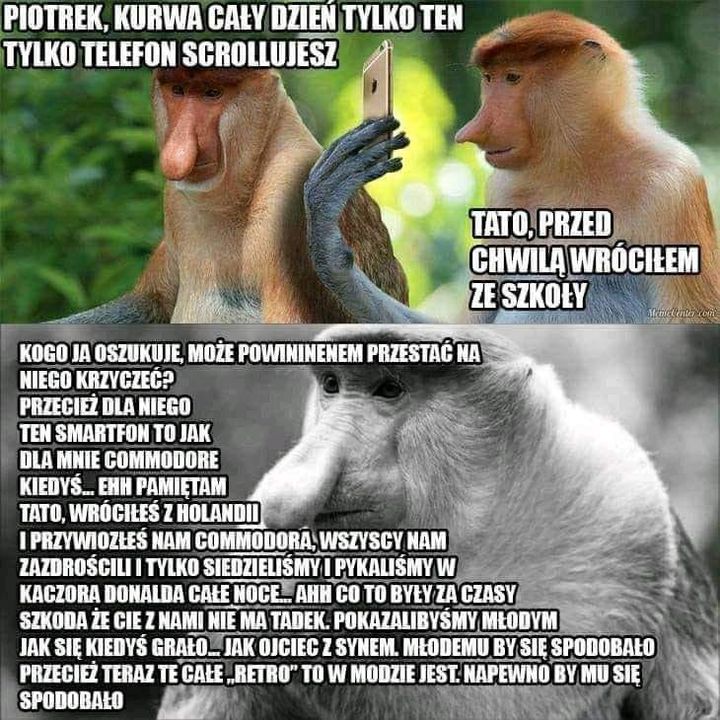 PIOTREK, KURWA CAŁY DZIEŃ TYLKO TEN
TYLKO TELEFON SCROLLUJESZ
TATO, PRZED
CHWILĄ WRÓCIŁEM
ZE SZKOŁY
MemeCenter.com
KOGO JA OSZUKUJE, MOŻE POWININENEM PRZESTAĆ NA
NIEGO KRZYCZEĆ?
PRZECIEŻ DLA NIEGO
TEN SMARTFON TO JAK
DLA MNIE COMMODORE
KIEDYŚ... EHH PAMIĘTAM
TATO, WRÓCIŁEŚ Z HOLANDII
I PRZYWIOZŁEŚ NAM COMMODORA, WSZYSCY NAM
ZAZDROŚCILI I TYLKO SIEDZIELIŚMY I PYKALIŚMY W
KACZORA DONALDA CAŁE NOCE... AHH CO TO BYŁY ZA CZASY
SZKODA ŻE CIE Z NAMI NIE MA TADEK. POKAZALIBYŚMY MŁODYM
JAK SIĘ KIEDYŚ GRAŁO... JAK OJCIEC Z SYNEM. MŁODEMU BY SIĘ SPODOBAŁO
PRZECIEŻ TERAZ TE CAŁE „RETRO" TO W MODZIE JEST. NAPEWNO BY MU SIĘ
SPODOBAŁO